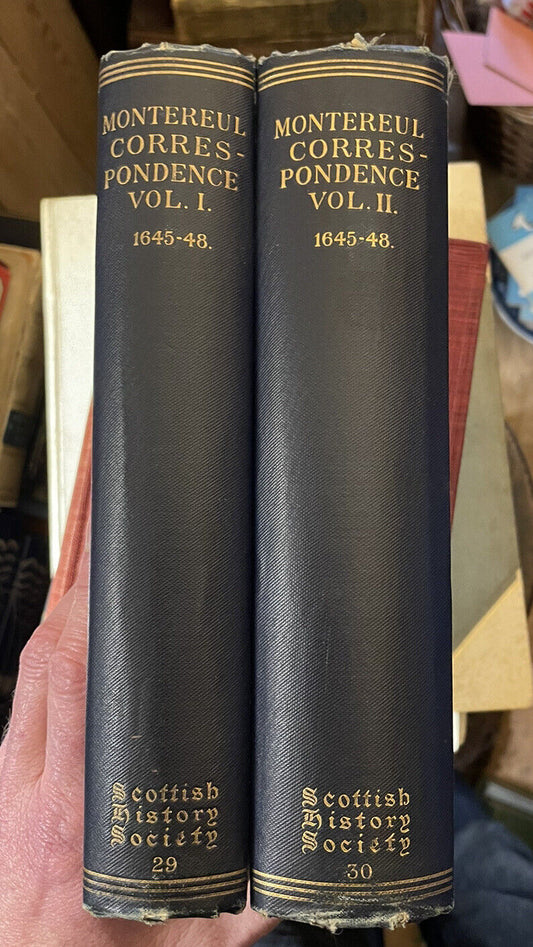 MONTEREUL
CORRES-
PONDENCE
VOL. I.
1645-48.
Scottish
History
Society
29
MONTEREUL
CORRES-
PONDENCE
VOL. II.
1645-48.
Scottish
History
Society
30